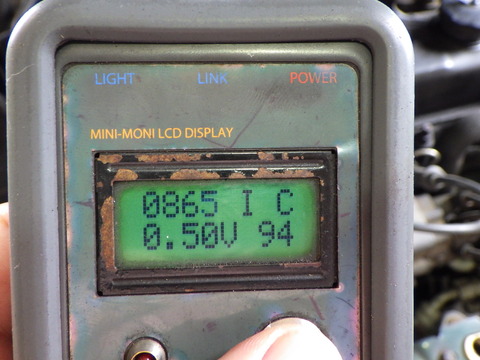 LIGHT LINK POWER
MINI-MONI LCD DISPLAY
0865 I C
0.50V 94